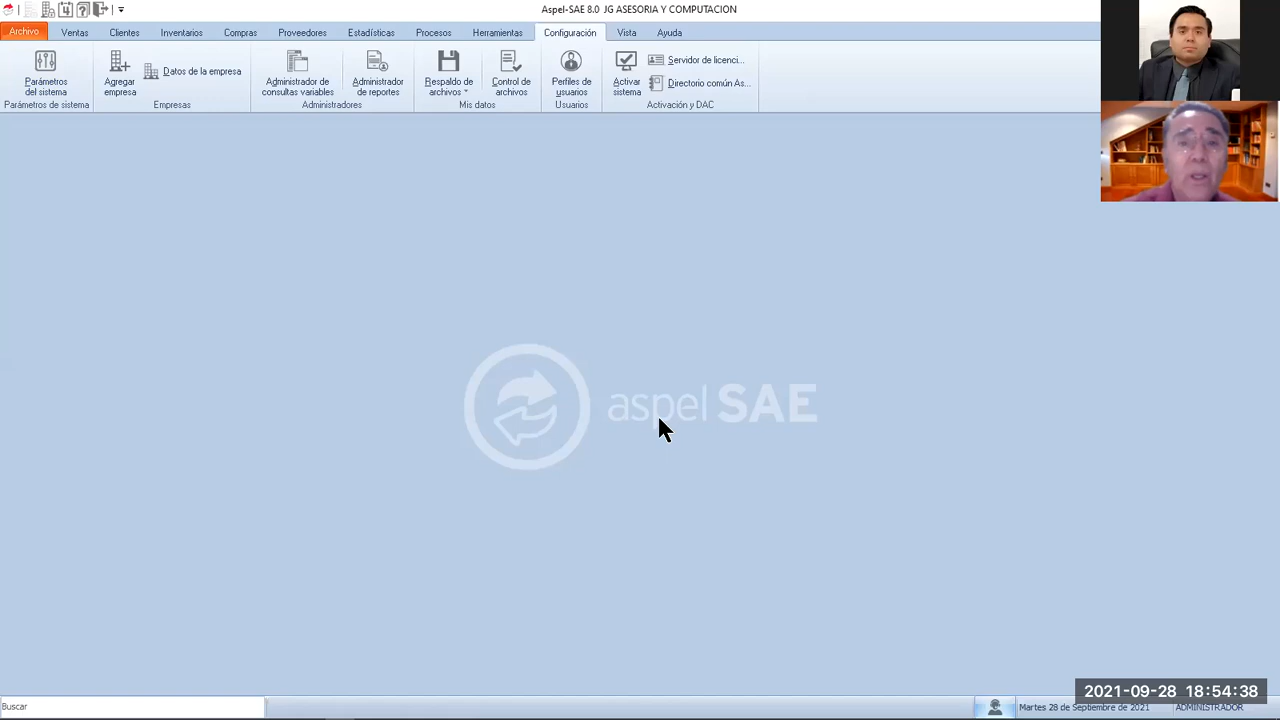 Aspel-SAE 8.0 JG ASESORIA Y COMPUTACION
Archivo Ventas Clientes Inventarios Compras Proveedores Estadísticas Procesos Herramientas Configuración Vista Ayuda
Parámetros del sistema
Agregar empresa
Datos de la empresa
Administrador de consultas variables
Administrador de reportes
Respaldo de archivos
Control de archivos
Perfiles de usuarios
Activar sistema
Servidor de licenci...
Directorio común As...
Parámetros de sistema Empresas Administradores Mis datos Usuarios Activación y DAC
aspel SAE
2021-09-28 18:54:38
Buscar Martes 28 de Septiembre de 2021 ADMINISTRADOR